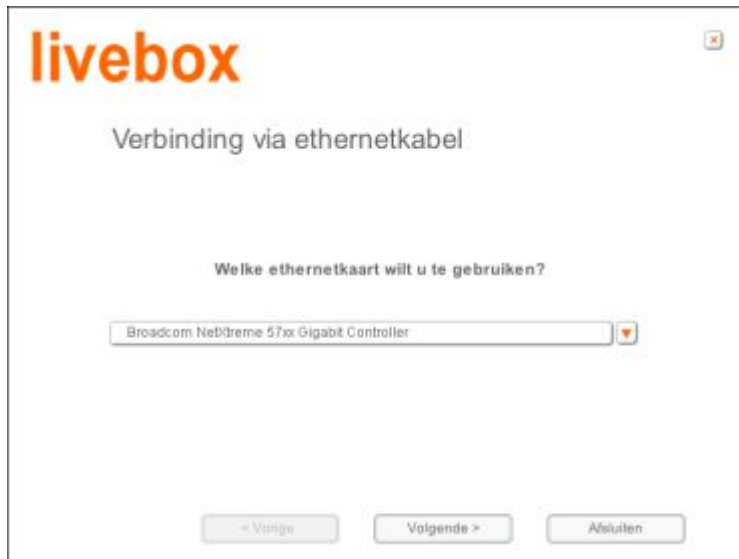 livebox
Verbinding via ethernetkabel
Welke ethernetkaart wilt u te gebruiken?
Broadcom NetXtreme 57xx Gigabit Controller
< Vorige
Volgende >
Afsluiten